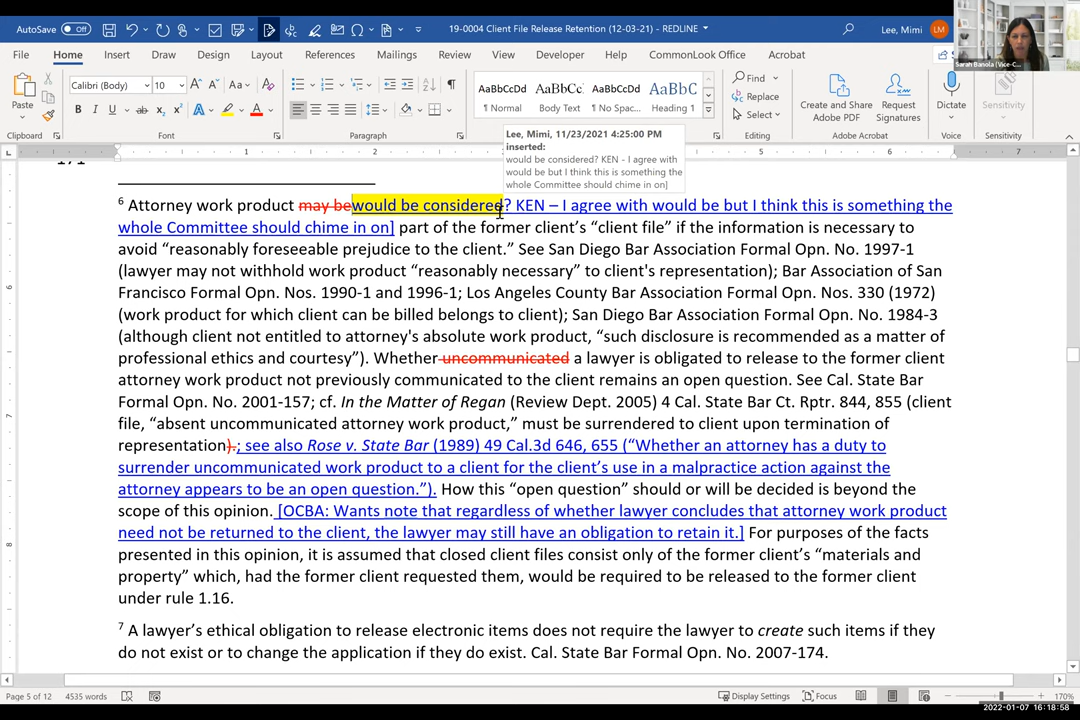 AutoSave Off 19-0004 Client File Release Retention (12-03-21) - REDLINE Lee, Mimi LM
File Home Insert Draw Design Layout References Mailings Review View Developer Help CommonLook Office Acrobat
Sarah Banola (Vice-C...
Calibri (Body) 10
Paste
AaBbCcDd AaBbCc AaBbCcDd AaBbC
¶ Normal Body Text ¶ No Spac... Heading 1
Find
Replace
Select
Create and Share Adobe PDF
Request Signatures
Dictate
Sensitivity
Clipboard Font Paragraph Editing Adobe Acrobat Voice Sensitivity
Lee, Mimi, 11/23/2021 4:25:00 PM
inserted:
would be considered? KEN - I agree with
would be but I think this is something the
whole Committee should chime in on]
1 2 5 6 7
6 Attorney work product may bewould be considered? KEN – I agree with would be but I think this is something the
whole Committee should chime in on] part of the former client's “client file” if the information is necessary to
avoid “reasonably foreseeable prejudice to the client.” See San Diego Bar Association Formal Opn. No. 1997-1
(lawyer may not withhold work product “reasonably necessary” to client's representation); Bar Association of San
Francisco Formal Opn. Nos. 1990-1 and 1996-1; Los Angeles County Bar Association Formal Opn. Nos. 330 (1972)
(work product for which client can be billed belongs to client); San Diego Bar Association Formal Opn. No. 1984-3
(although client not entitled to attorney's absolute work product, “such disclosure is recommended as a matter of
professional ethics and courtesy”). Whether uncommunicated a lawyer is obligated to release to the former client
attorney work product not previously communicated to the client remains an open question. See Cal. State Bar
Formal Opn. No. 2001-157; cf. In the Matter of Regan (Review Dept. 2005) 4 Cal. State Bar Ct. Rptr. 844, 855 (client
file, “absent uncommunicated attorney work product,” must be surrendered to client upon termination of
representation).; see also Rose v. State Bar (1989) 49 Cal.3d 646, 655 (“Whether an attorney has a duty to
surrender uncommunicated work product to a client for the client’s use in a malpractice action against the
attorney appears to be an open question.”). How this “open question” should or will be decided is beyond the
scope of this opinion. [OCBA: Wants note that regardless of whether lawyer concludes that attorney work product
need not be returned to the client, the lawyer may still have an obligation to retain it.] For purposes of the facts
presented in this opinion, it is assumed that closed client files consist only of the former client’s “materials and
property” which, had the former client requested them, would be required to be released to the former client
under rule 1.16.
7 A lawyer’s ethical obligation to release electronic items does not require the lawyer to create such items if they
do not exist or to change the application if they do exist. Cal. State Bar Formal Opn. No. 2007-174.
6
7
8
Page 5 of 12 4535 words Display Settings Focus 170%
2022-01-07 16:18:58